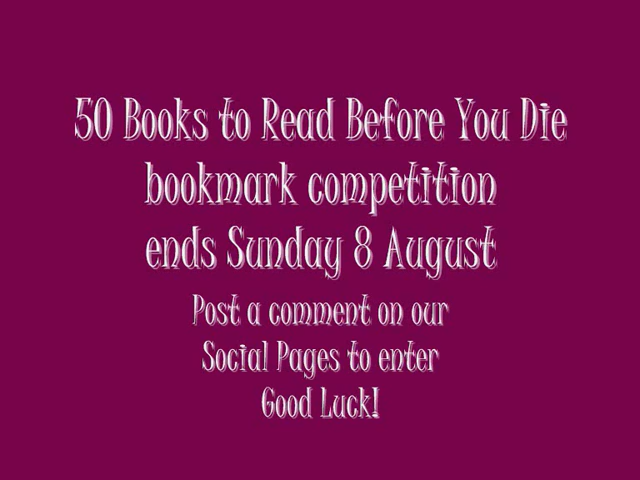 50 Books to Read Before You Die
bookmark competition
ends Sunday 8 August
Post a comment on our
Social Pages to enter
Good Luck!